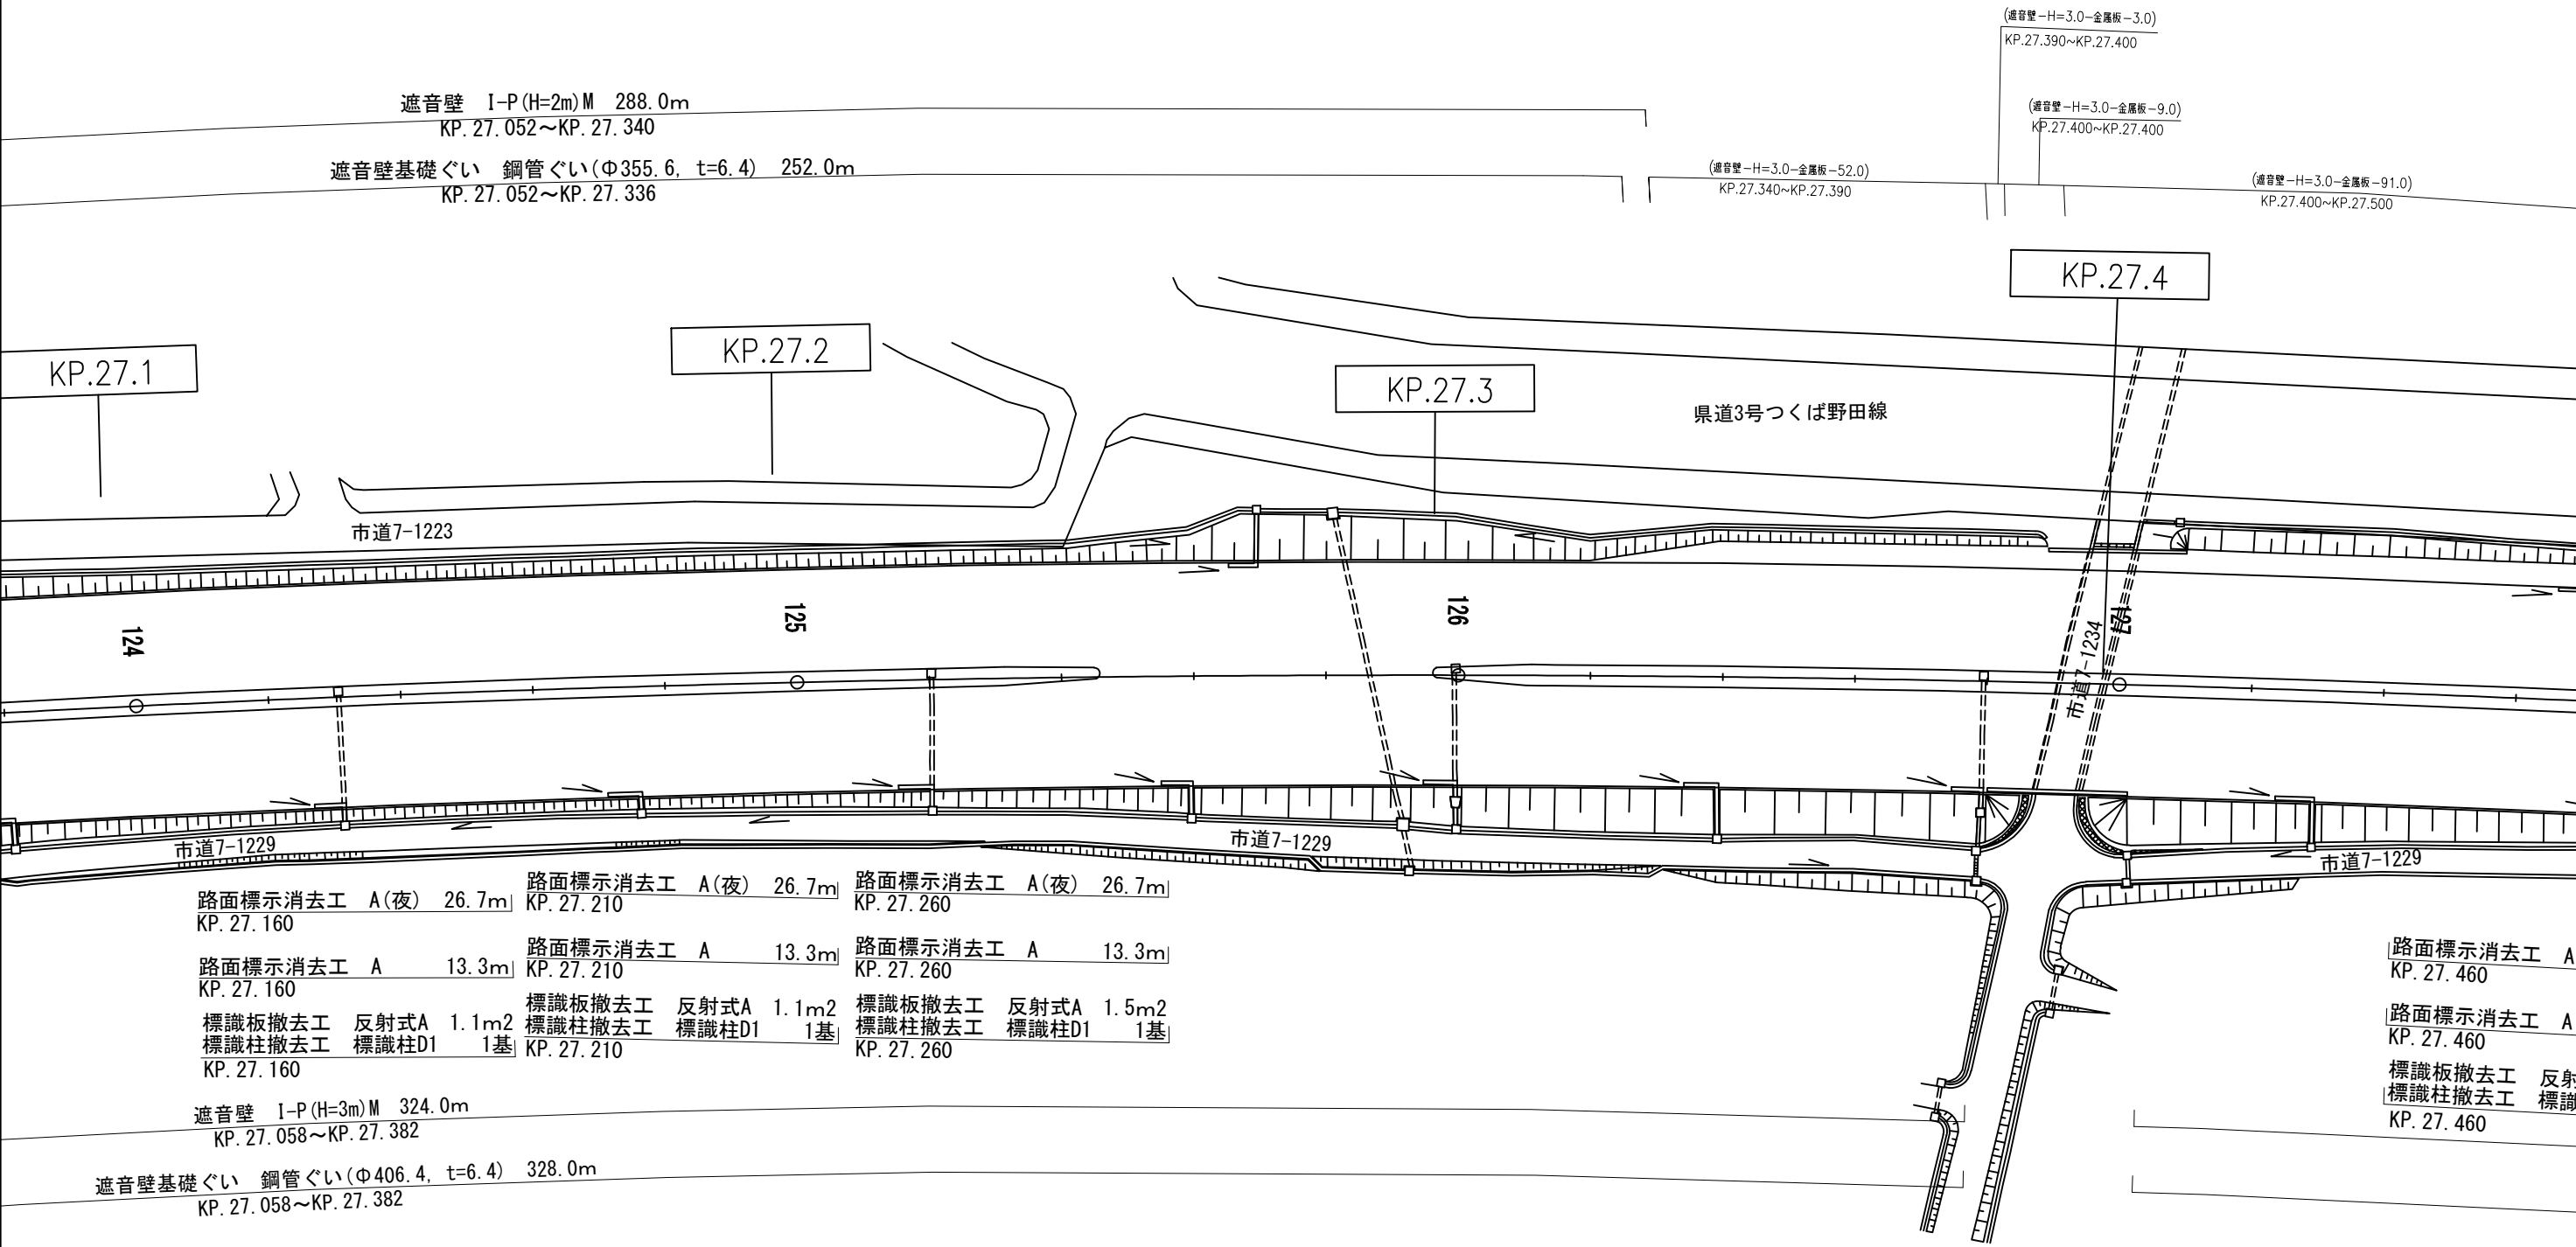 (遮音壁-H=3.0-金属板-3.0)
KP.27.390~KP.27.400
遮音壁　I-P(H=2m)M　288.0m
KP.27.052～KP.27.340
(遮音壁-H=3.0-金属板-9.0)
KP.27.400~KP.27.400
遮音壁基礎ぐい　鋼管ぐい(Φ355.6, t=6.4)　252.0m
KP.27.052～KP.27.336
(遮音壁-H=3.0-金属板-52.0)
KP.27.340~KP.27.390
(遮音壁-H=3.0-金属板-91.0)
KP.27.400~KP.27.500
KP.27.1
KP.27.2
KP.27.3
KP.27.4
県道3号つくば野田線
市道7-1223
124
125
126
127
市道7-1234
市道7-1229
市道7-1229
市道7-1229
路面標示消去工　A(夜)　26.7m
KP.27.160
路面標示消去工　A　13.3m
KP.27.160
標識板撤去工　反射式A　1.1m2
標識柱撤去工　標識柱D1　1基
KP.27.160
路面標示消去工　A(夜)　26.7m
KP.27.210
路面標示消去工　A　13.3m
KP.27.210
標識板撤去工　反射式A　1.1m2
標識柱撤去工　標識柱D1　1基
KP.27.210
路面標示消去工　A(夜)　26.7m
KP.27.260
路面標示消去工　A　13.3m
KP.27.260
標識板撤去工　反射式A　1.5m2
標識柱撤去工　標識柱D1　1基
KP.27.260
路面標示消去工　A
KP.27.460
路面標示消去工　A
KP.27.460
標識板撤去工　反射
標識柱撤去工　標識
KP.27.460
遮音壁　I-P(H=3m)M　324.0m
KP.27.058～KP.27.382
遮音壁基礎ぐい　鋼管ぐい(Φ406.4, t=6.4)　328.0m
KP.27.058～KP.27.382